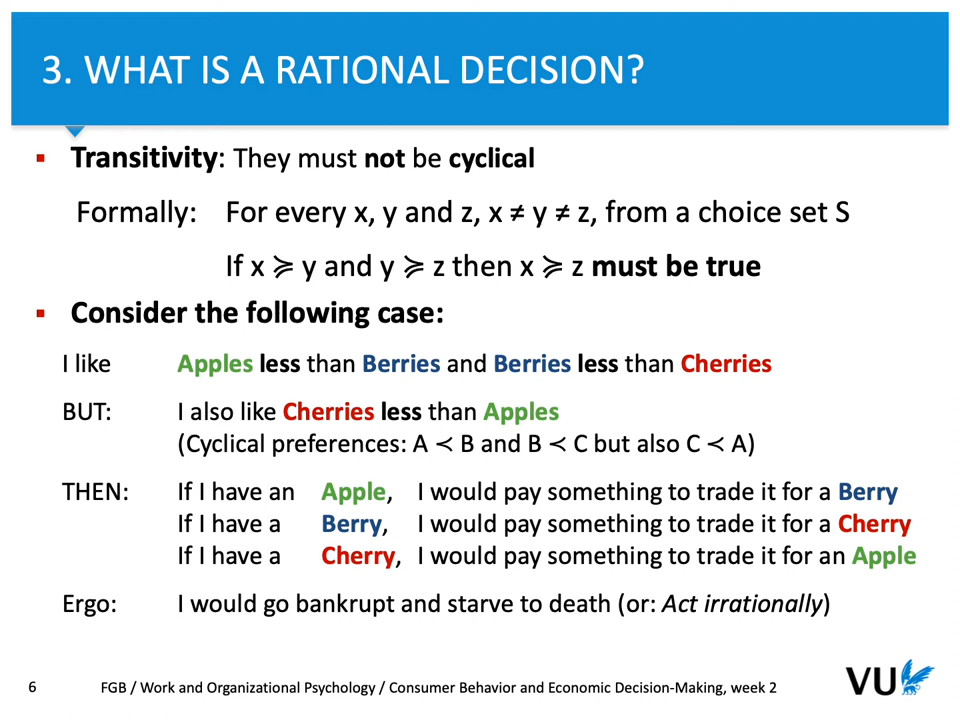 3. WHAT IS A RATIONAL DECISION?
▪ Transitivity: They must not be cyclical
Formally: For every x, y and z, x ≠ y ≠ z, from a choice set S
If x ≽ y and y ≽ z then x ≽ z must be true
▪ Consider the following case:
I like Apples less than Berries and Berries less than Cherries
BUT: I also like Cherries less than Apples
(Cyclical preferences: A ≺ B and B ≺ C but also C ≺ A)
THEN: If I have an Apple, I would pay something to trade it for a Berry
If I have a Berry, I would pay something to trade it for a Cherry
If I have a Cherry, I would pay something to trade it for an Apple
Ergo: I would go bankrupt and starve to death (or: Act irrationally)
6 FGB / Work and Organizational Psychology / Consumer Behavior and Economic Decision-Making, week 2
VU